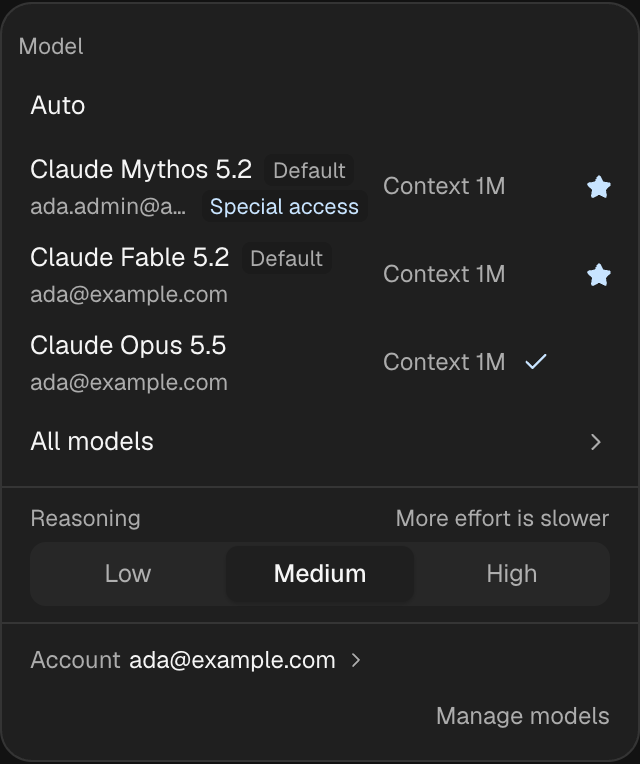 Model
Auto
Claude Mythos 5.2 Default
ada.admin@a... Special access
Context 1M
Claude Fable 5.2 Default
ada@example.com
Context 1M
Claude Opus 5.5
ada@example.com
Context 1M
All models
Reasoning More effort is slower
Low Medium High
Account ada@example.com
Manage models